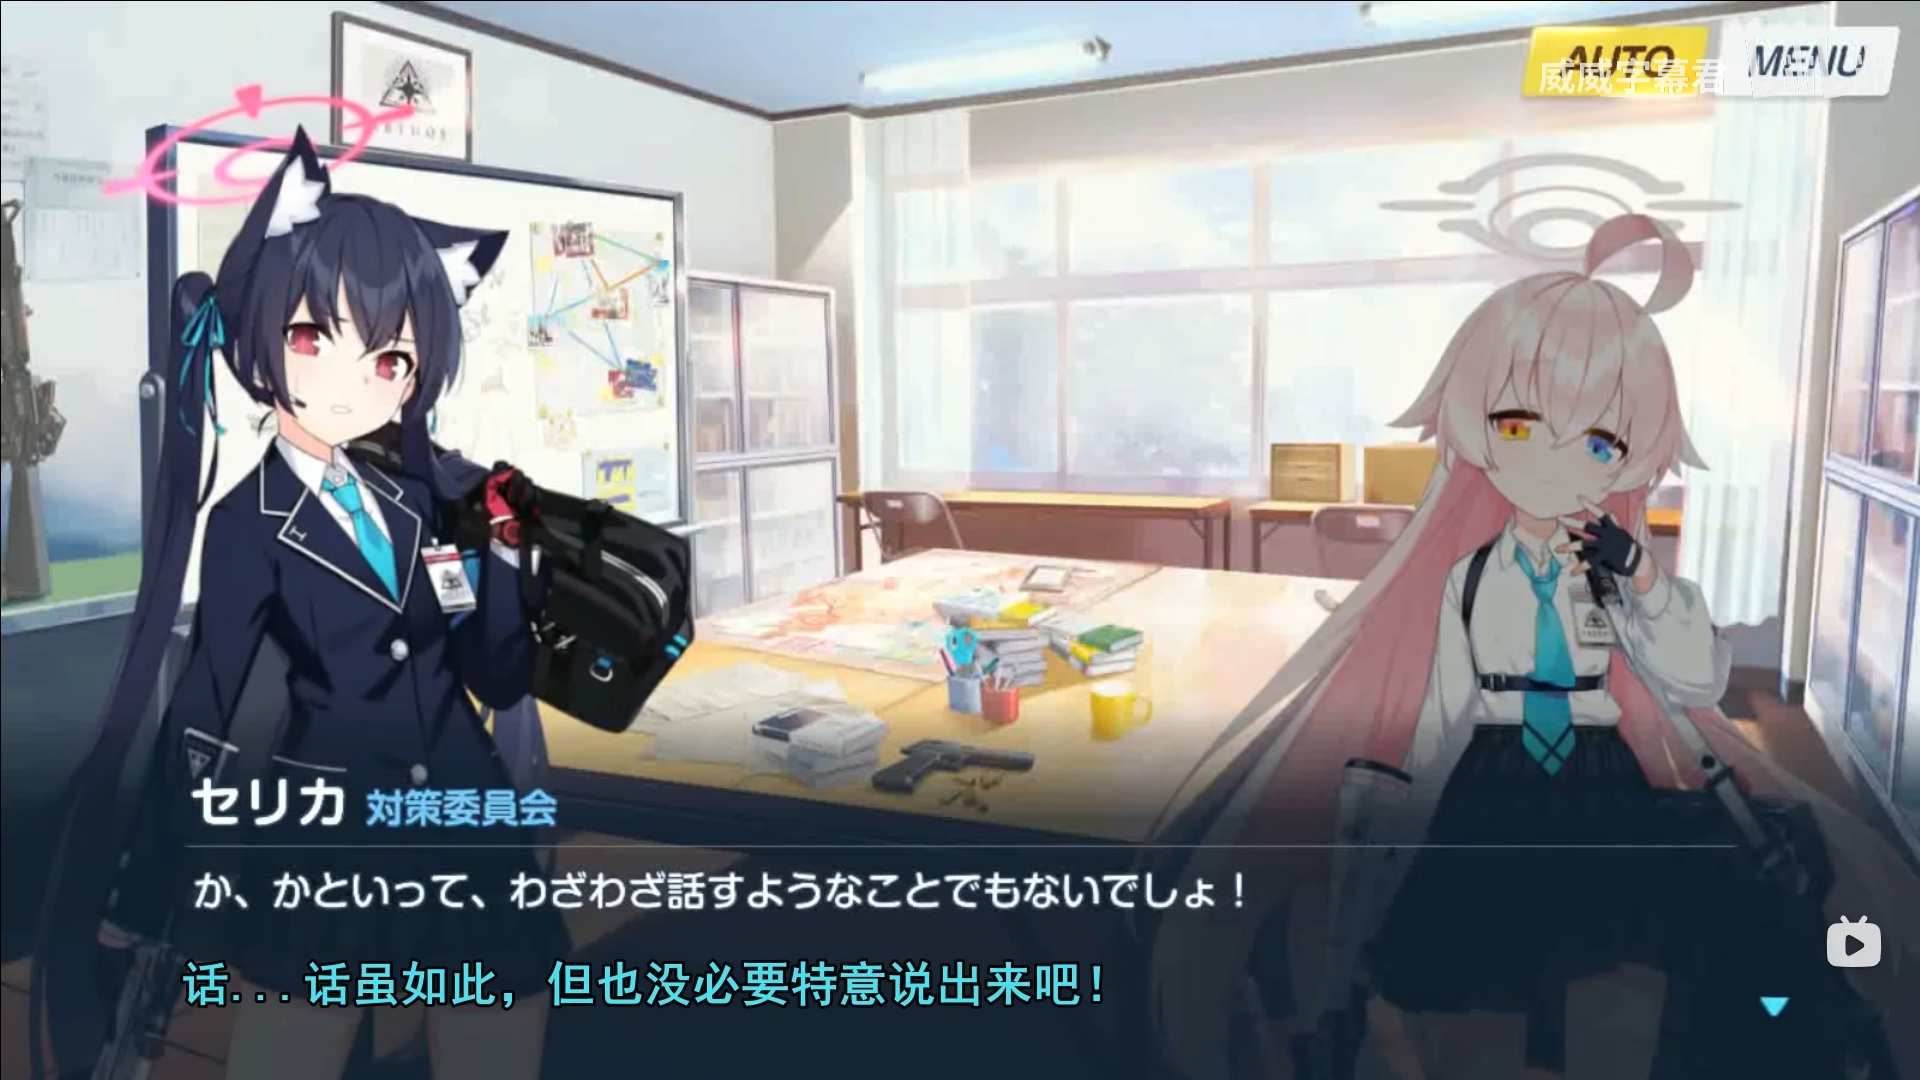 AUTO
MENU
威威字幕君
セリカ 対策委員会
か、かといって、わざわざ話すようなことでもないでしょ！
话...话虽如此，但也没必要特意说出来吧！